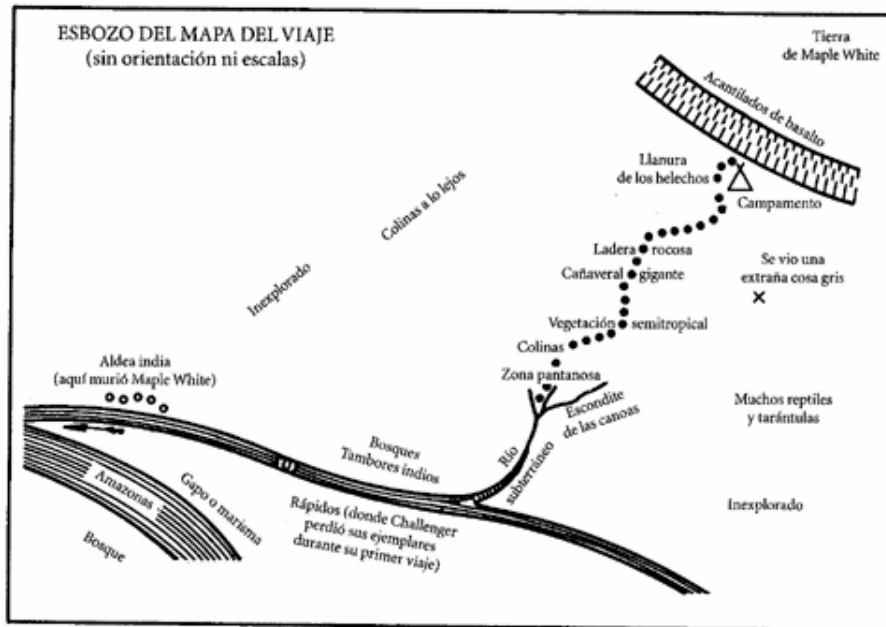 ESBOZO DEL MAPA DEL VIAJE
(sin orientación ni escalas)
Tierra
de Maple White
Acantilados de basalto
Llanura
de los helechos
Campamento
Colinas a lo lejos
Ladera rocosa
Cañaveral gigante
Se vio una
extraña cosa gris
Inexplorado
Vegetación semitropical
Colinas
Aldea india
(aquí murió Maple White)
Zona pantanosa
Escondite
de las canoas
Muchos reptiles
y tarántulas
Bosques
Tambores indios
Río
subterráneo
Amazonas
Gapo o marisma
Rápidos (donde Challenger
perdió sus ejemplares
durante su primer viaje)
Inexplorado
Bosque